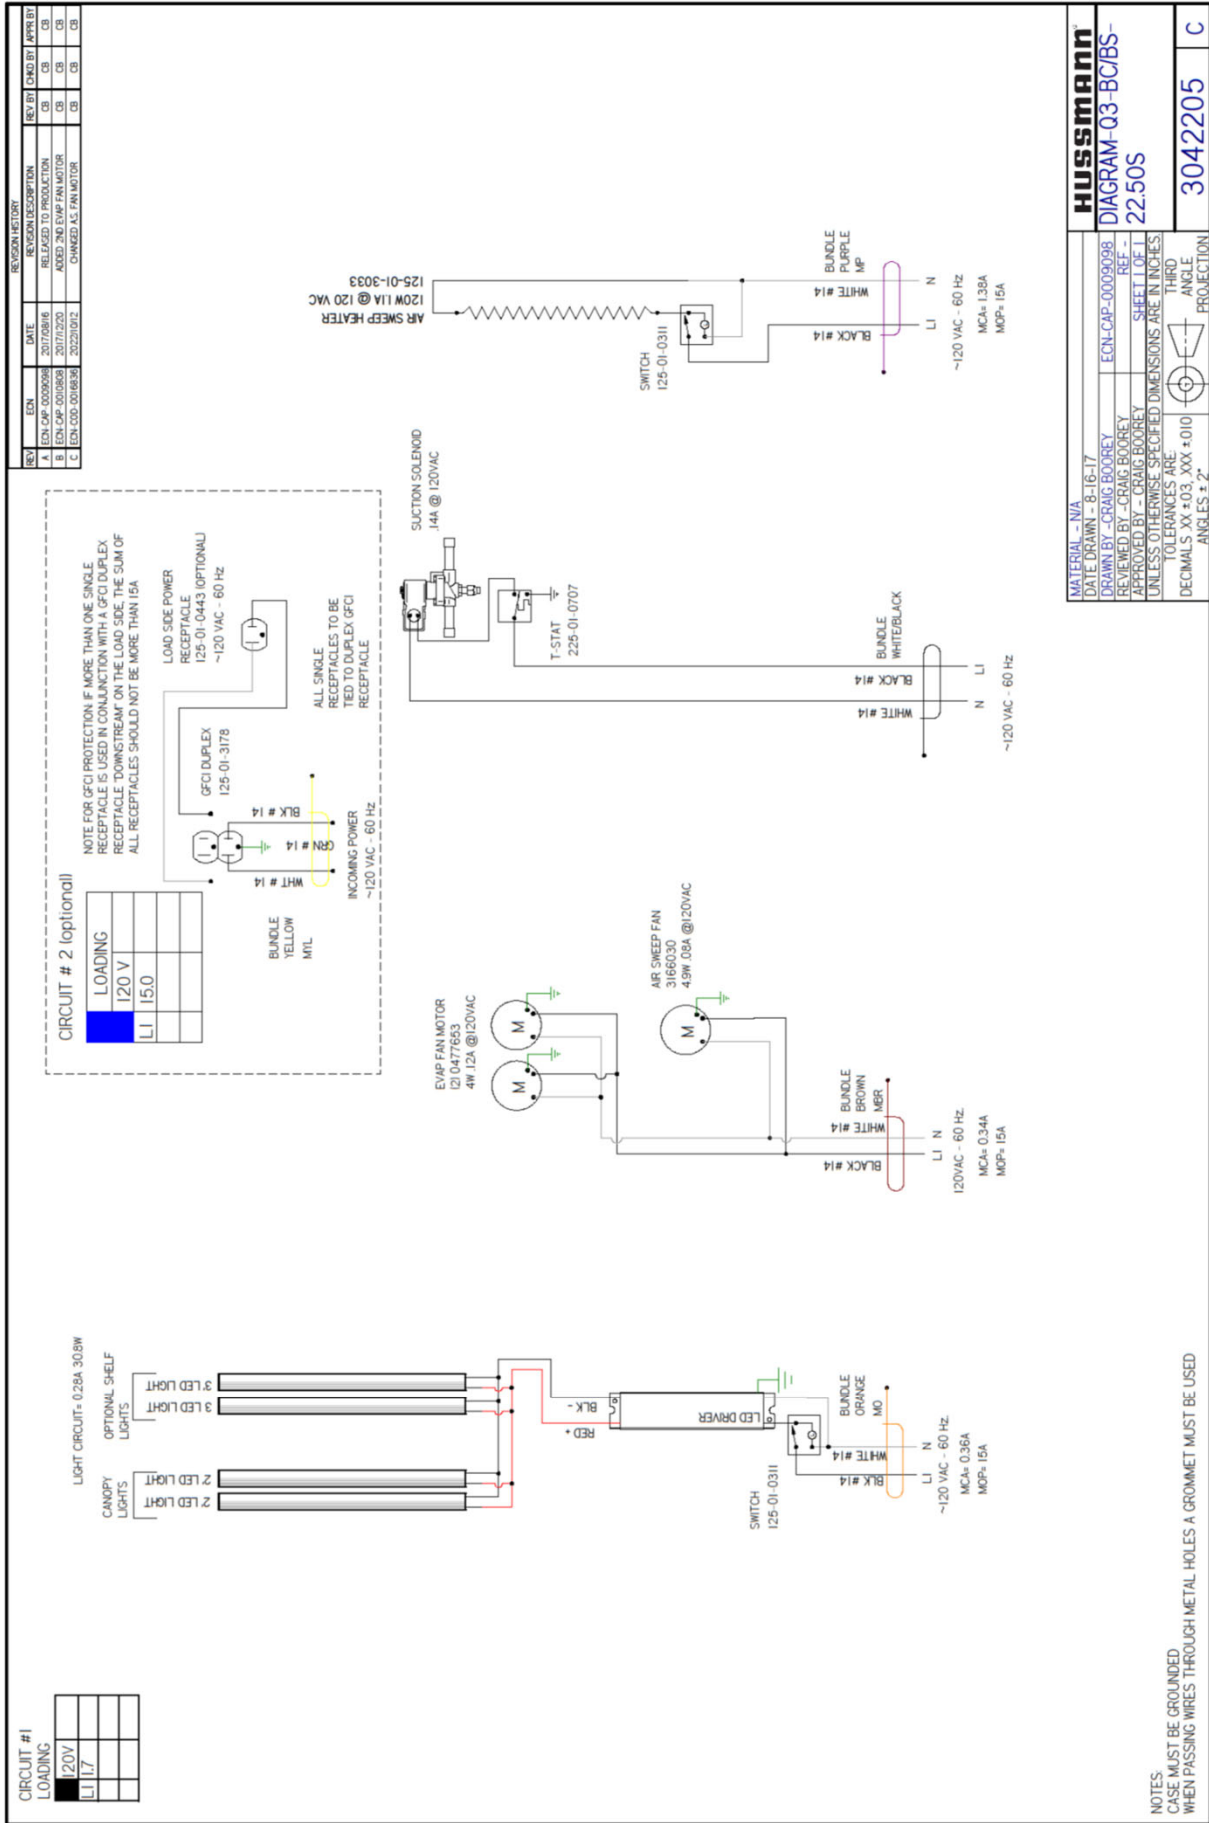 CIRCUIT #1
LOADING
120V
L1 1.7
LIGHT CIRCUIT= 0.28A 30.8W
CANOPY
LIGHTS
OPTIONAL SHELF
LIGHTS
2' LED LIGHT
2' LED LIGHT
3' LED LIGHT
3' LED LIGHT
RED +
BLK -
LED DRIVER
SWITCH
125-01-0311
BLK #14
WHITE #14
BUNDLE
ORANGE
MO
L1 N
~120 VAC - 60 Hz.
MCA= 0.36A
MOP= 15A
CIRCUIT # 2 (optional)
LOADING
120 V
L1 15.0
NOTE FOR GFCI PROTECTION: IF MORE THAN ONE SINGLE
RECEPTACLE IS USED IN CONJUNCTION WITH A GFCI DUPLEX
RECEPTACLE "DOWNSTREAM" ON THE LOAD SIDE, THE SUM OF
ALL RECEPTACLES SHOULD NOT BE MORE THAN 15A
GFCI DUPLEX
125-01-3178
LOAD SIDE POWER
RECEPTACLE
125-01-0443 (OPTIONAL)
~120 VAC - 60 Hz
BUNDLE
YELLOW
MYL
WHT # 14
GRN # 14
BLK # 14
ALL SINGLE
RECEPTACLES TO BE
TIED TO DUPLEX GFCI
RECEPTACLE
INCOMING POWER
~120 VAC - 60 Hz
EVAP FAN MOTOR
(2) 0477653
4W .12A @120VAC
M
M
AIR SWEEP FAN
3166030
4.9W .08A @120VAC
M
BLACK #14
WHITE #14
BUNDLE
BROWN
MBR
L1 N
120VAC - 60 Hz.
MCA= 0.34A
MOP= 15A
SUCTION SOLENOID
.14A @ 120VAC
T-STAT
225-01-0707
WHITE #14
BLACK #14
BUNDLE
WHITE/BLACK
N L1
~120 VAC - 60 Hz
AIR SWEEP HEATER
120W 1.1A @ 120 VAC
125-01-3033
SWITCH
125-01-0311
BLACK #14
WHITE #14
BUNDLE
PURPLE
MP
L1 N
~120 VAC - 60 Hz
MCA= 1.38A
MOP= 15A
REVISION HISTORY
REV ECN DATE REVISION DESCRIPTION REV BY CHKD BY APPR BY
A ECN-CAP-0009098 2017/08/16 RELEASED TO PRODUCTION CB CB CB
B ECN-CAP-0010808 2017/12/20 ADDED 2ND EVAP FAN MOTOR CB CB CB
C ECN-COD-0016836 2022/10/12 CHANGED A.S. FAN MOTOR CB CB CB
NOTES:
CASE MUST BE GROUNDED
WHEN PASSING WIRES THROUGH METAL HOLES A GROMMET MUST BE USED
MATERIAL - N/A
DATE DRAWN - 8-16-17
DRAWN BY -CRAIG BOOREY ECN-CAP-0009098
REVIEWED BY -CRAIG BOOREY REF -
APPROVED BY - CRAIG BOOREY SHEET 1 OF 1
UNLESS OTHERWISE SPECIFIED DIMENSIONS ARE IN INCHES.
TOLERANCES ARE:
DECIMALS .XX ±.03, .XXX ±.010
ANGLES ± 2°
THIRD
ANGLE
PROJECTION
HUSSMANN
DIAGRAM-Q3-BC/BS-
22.50S
3042205 C